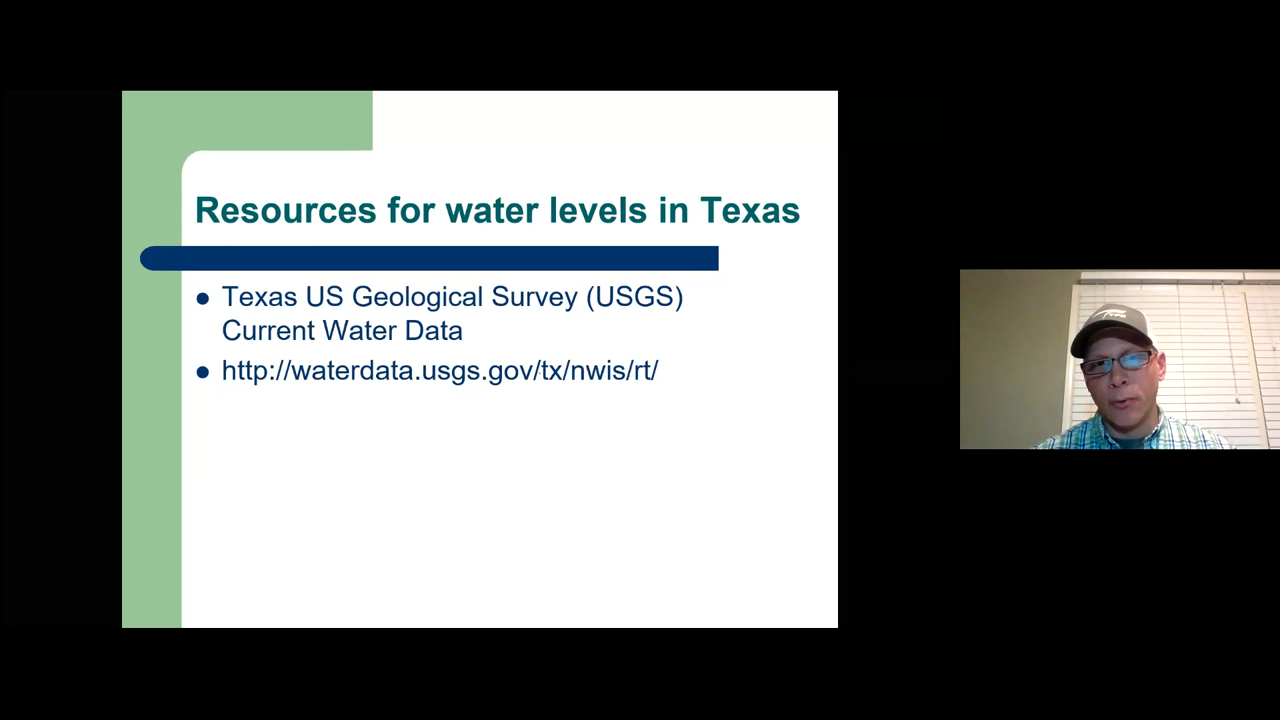 Resources for water levels in Texas
● Texas US Geological Survey (USGS)
Current Water Data
● http://waterdata.usgs.gov/tx/nwis/rt/